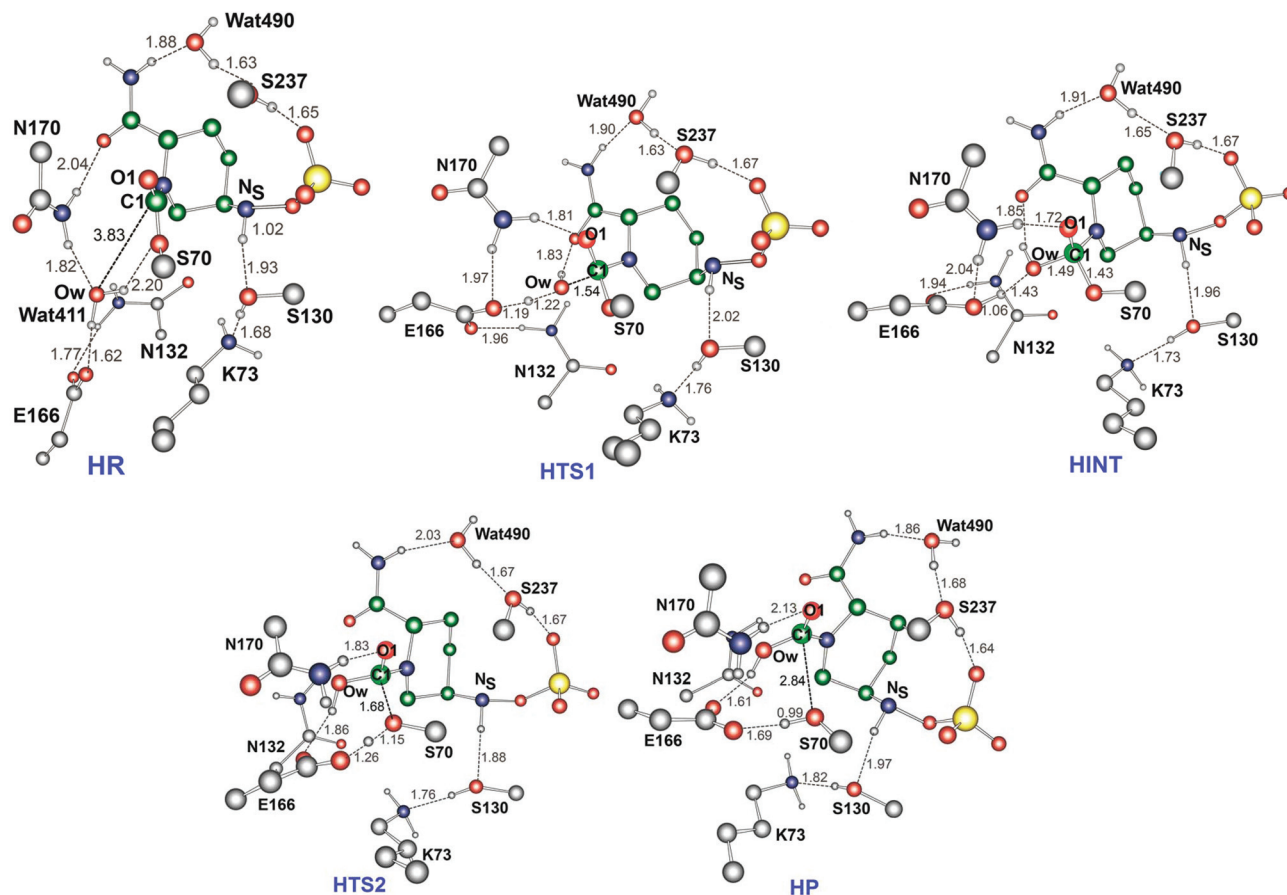 Wat490
1.88
1.63
S237
1.65
N170
2.04
O1
C1
NS
1.02
3.83
S70
1.82
2.20
1.93
Ow
Wat411
S130
1.68
N132
1.77
1.62
K73
E166
HR
Wat490
1.90
S237
1.63
1.67
N170
1.81
O1
1.83
C1
NS
1.97
Ow
1.54
1.22
1.19
S70
E166
2.02
1.96
N132
S130
1.76
K73
HTS1
1.91
Wat490
S237
1.65
1.67
N170
1.85
1.72
O1
Ow
C1
NS
2.04
1.49
1.43
1.94
1.43
1.96
E166
1.06
S70
N132
S130
1.73
K73
HINT
2.03
Wat490
1.67
S237
1.67
N170
1.83
O1
C1
Ow
NS
1.68
N132
1.86
1.15
S70
1.26
1.88
E166
1.76
S130
K73
HTS2
1.86
Wat490
1.68
N170
2.13
O1
S237
C1
1.64
Ow
N132
2.84
NS
1.61
0.99
E166
1.69
S70
1.97
1.82
S130
K73
HP